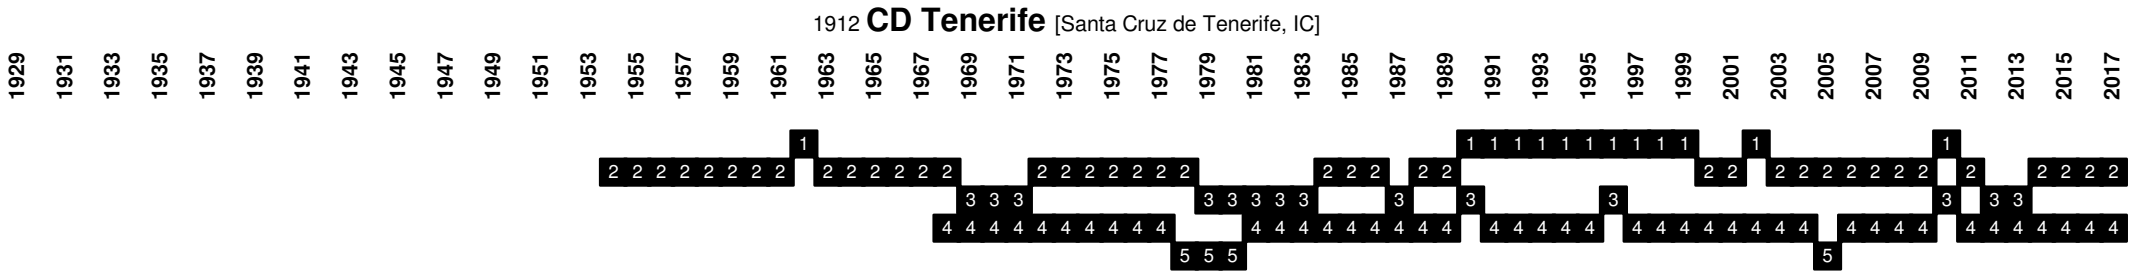 1912 CD Tenerife [Santa Cruz de Tenerife, IC]
1929 1931 1933 1935 1937 1939 1941 1943 1945 1947 1949 1951 1953 1955 1957 1959 1961 1963 1965 1967 1969 1971 1973 1975 1977 1979 1981 1983 1985 1987 1989 1991 1993 1995 1997 1999 2001 2003 2005 2007 2009 2011 2013 2015 2017
1 1 1 1 1 1 1 1 1 1 1 1 1
2 2 2 2 2 2 2 2 2 2 2 2 2 2 2 2 2 2 2 2 2 2 2 2 2 2 2 2 2 2 2 2 2 2 2 2 2 2 2 2
3 3 3 3 3 3 3 3 3 3 3 3 3 3
4 4 4 4 4 4 4 4 4 4 4 4 4 4 4 4 4 4 4 4 4 4 4 4 4 4 4 4 4 4 4 4 4 4 4 4 4 4 4 4 4 4 4
5 5 5 5